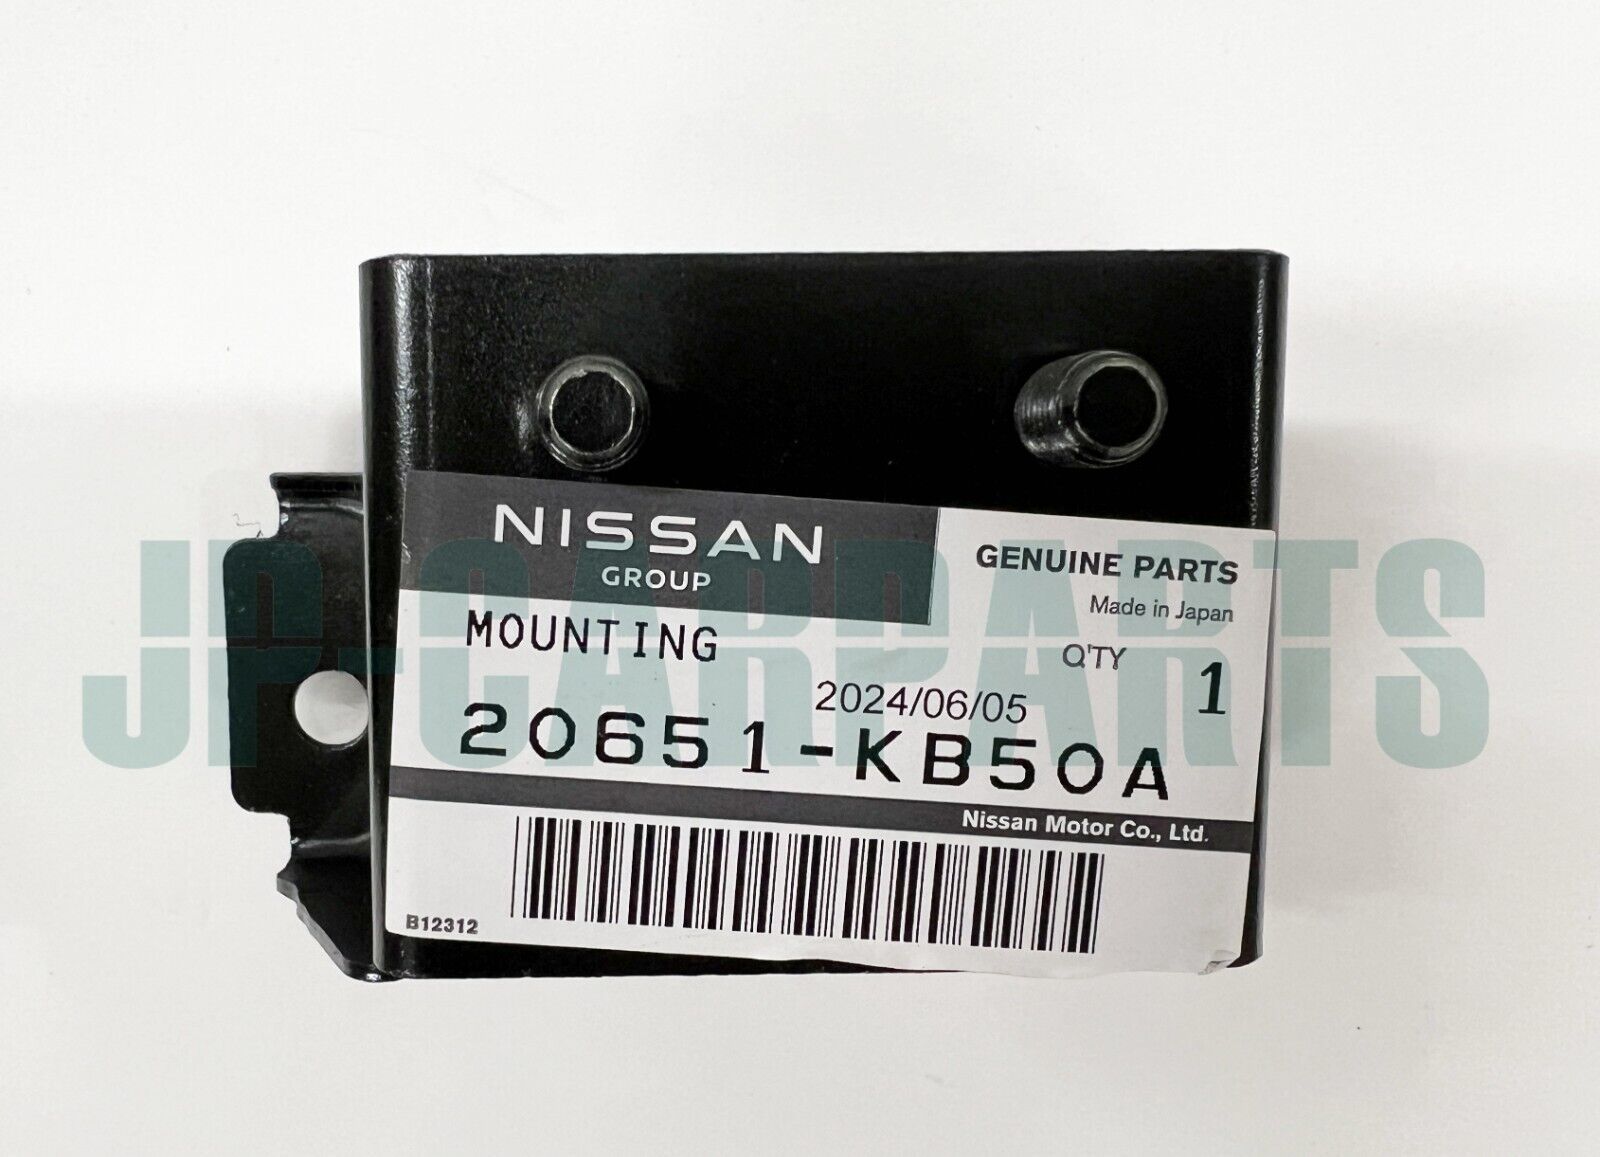 NISSAN
GROUP
GENUINE PARTS
Made in Japan
MOUNTING
Q'TY 1
2024/06/05
20651-KB50A
Nissan Motor Co., Ltd.
B12312
JP-CARPARTS